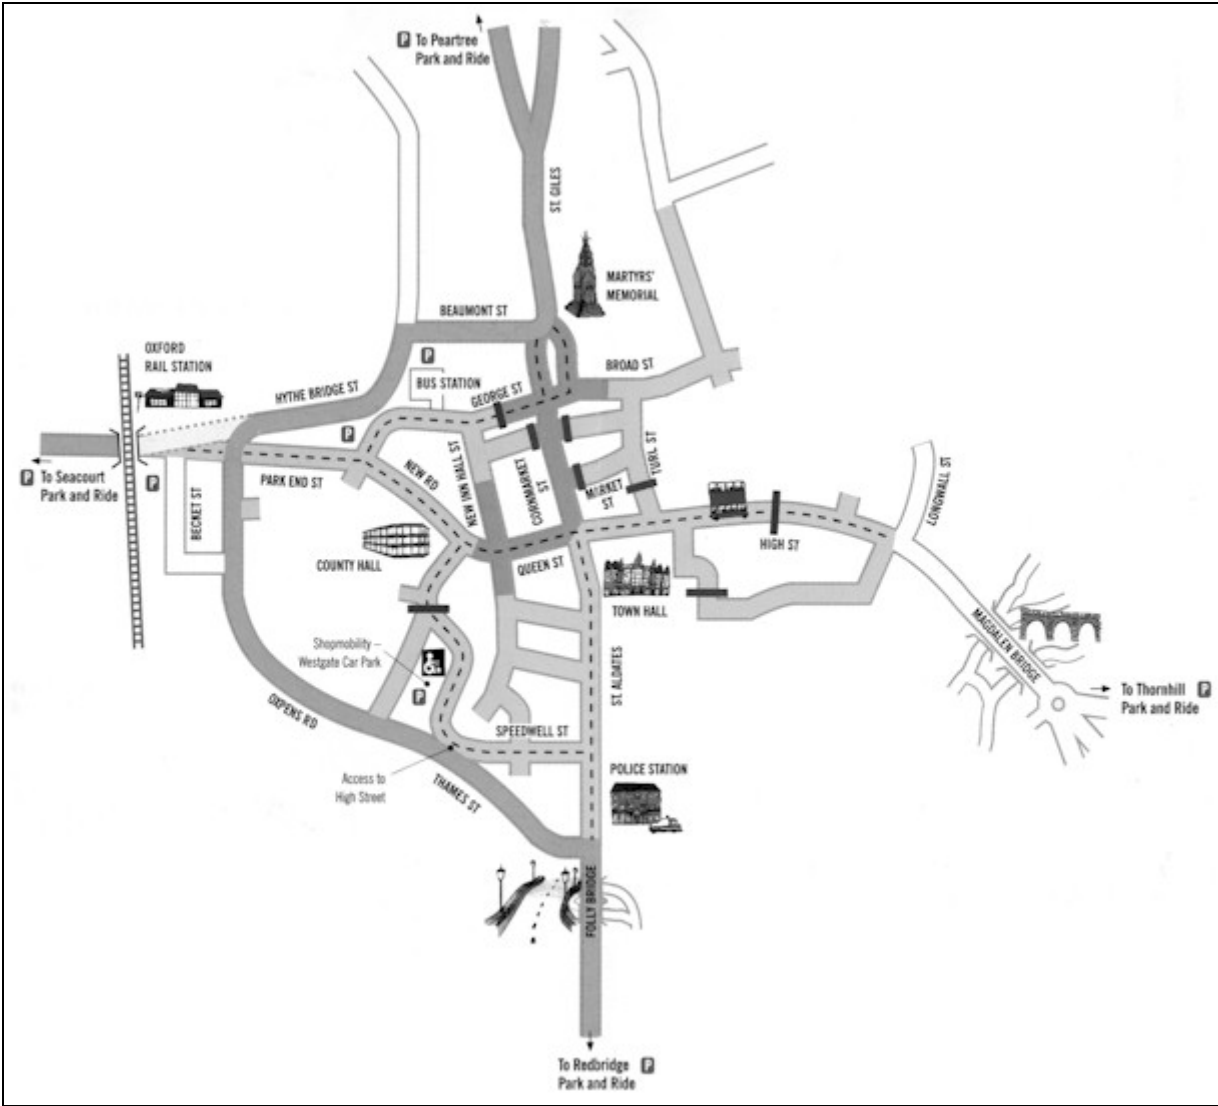 P To Peartree
Park and Ride
ST. GILES
MARTYRS'
MEMORIAL
BEAUMONT ST
OXFORD
RAIL STATION
P
BROAD ST
BUS STATION
HYTHE BRIDGE ST
GEORGE ST
P
TURL ST
NEW INN HALL ST
CORNMARKET
ST
MARKET
ST
LONGWALL ST
P To Seacourt
Park and Ride
P
PARK END ST
NEW RD
BECKET ST
HIGH ST
COUNTY HALL
QUEEN ST
TOWN HALL
MAGDALEN BRIDGE
Shopmobility –
Westgate Car Park
P
To Thornhill P
Park and Ride
ST. ALDATES
OXPENS RD
SPEEDWELL ST
POLICE STATION
Access to
High Street
THAMES ST
FOLLY BRIDGE
To Redbridge P
Park and Ride